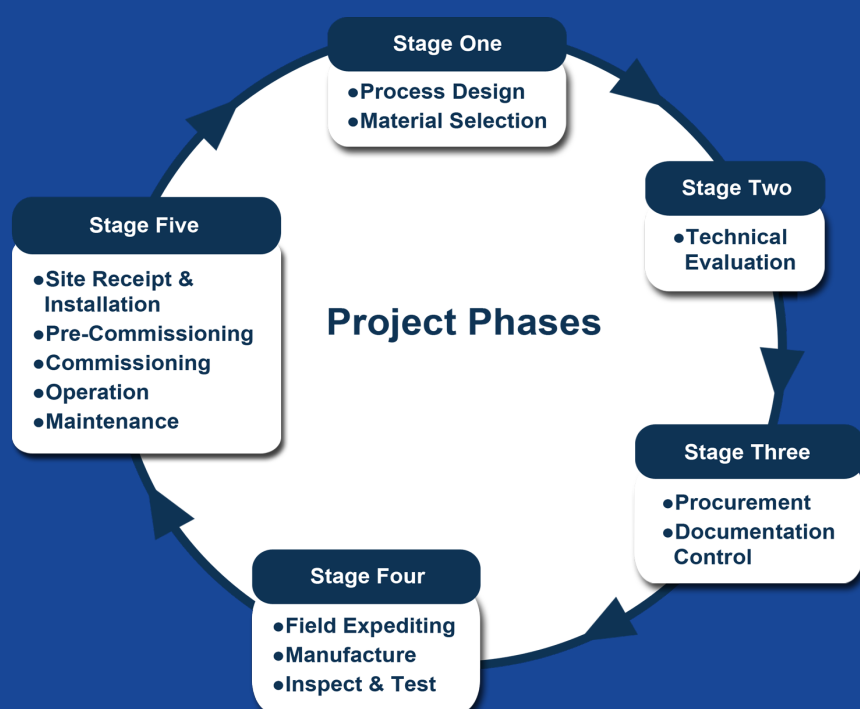 Stage One
●Process Design
●Material Selection
Stage Two
●Technical
Evaluation
Stage Three
●Procurement
●Documentation
Control
Stage Four
●Field Expediting
●Manufacture
●Inspect & Test
Stage Five
●Site Receipt &
Installation
●Pre-Commissioning
●Commissioning
●Operation
●Maintenance
Project Phases